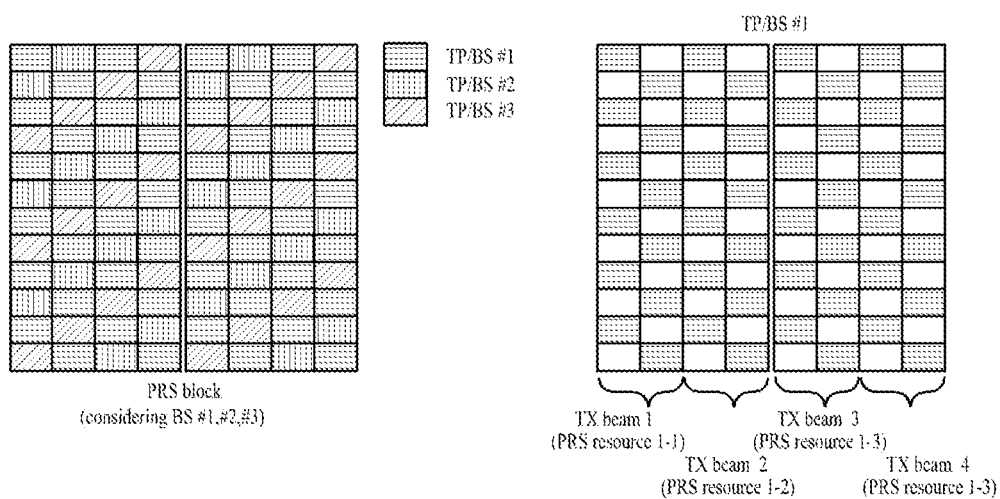 TP/BS #1
TP/BS #2
TP/BS #3
PRS block
(considering BS #1,#2,#3)
TP/BS #1
TX beam 1
(PRS resource 1-1)
TX beam 2
(PRS resource 1-2)
TX beam 3
(PRS resource 1-3)
TX beam 4
(PRS resource 1-3)